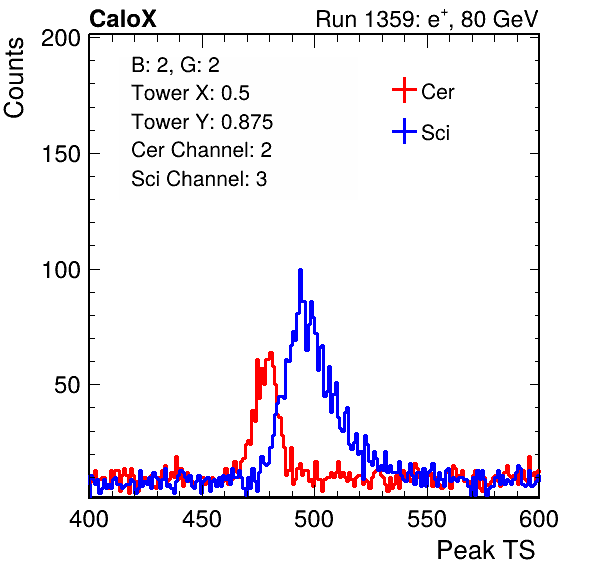 CaloX Run 1359: e⁺, 80 GeV
Counts
200
150
100
50
B: 2, G: 2
Tower X: 0.5
Tower Y: 0.875
Cer Channel: 2
Sci Channel: 3
Cer
Sci
400 450 500 550 600
Peak TS